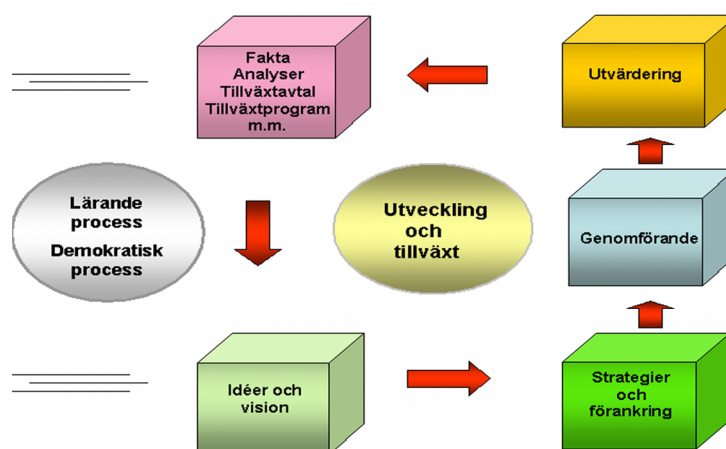 Fakta
Analyser
Tillväxtavtal
Tillväxtprogram
m.m.
Utvärdering
Lärande
process
Demokratisk
process
Utveckling
och
tillväxt
Genomförande
Idéer och
vision
Strategier
och
förankring